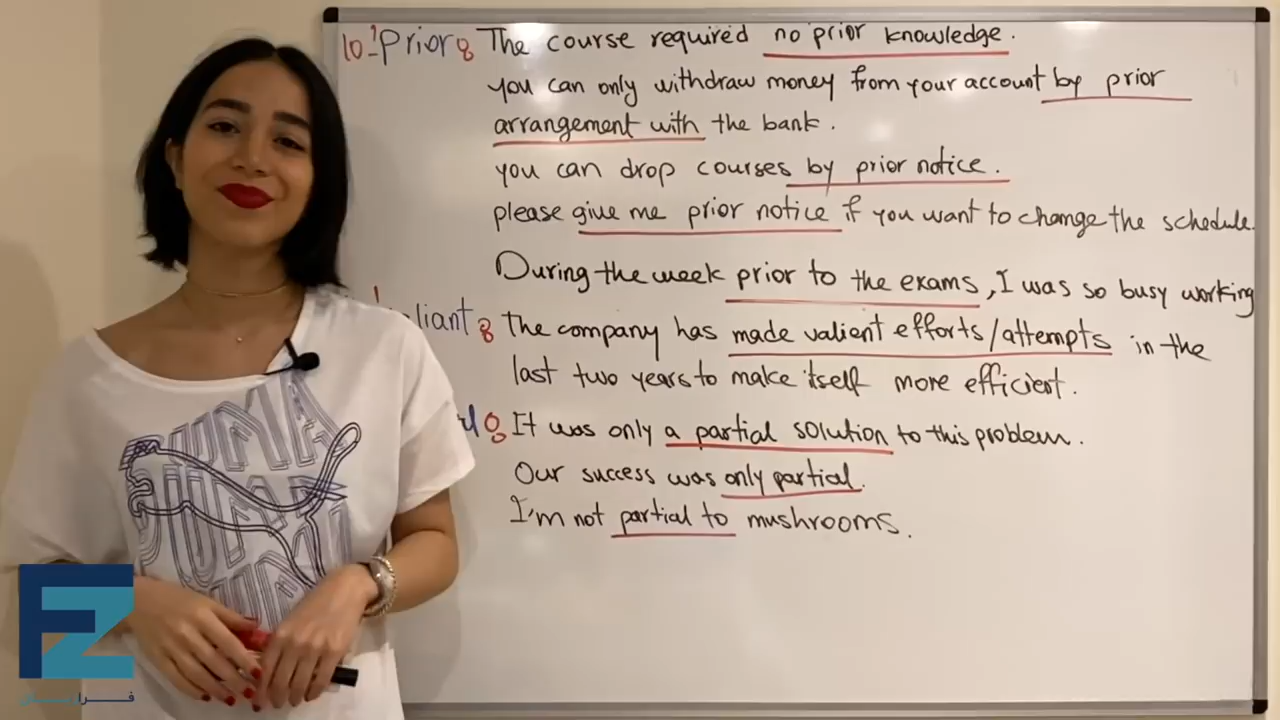 10. Prior: The course required no prior knowledge.
you can only withdraw money from your account by prior
arrangement with the bank.
you can drop courses by prior notice.
please give me prior notice if you want to change the schedule.
During the week prior to the exams, I was so busy working
liant: The company has made valient efforts/attempts in the
last two years to make itself more efficient.
It was only a partial solution to this problem.
Our success was only partial.
I'm not partial to mushrooms.
PUMA
PUMA
PUMA
FZ